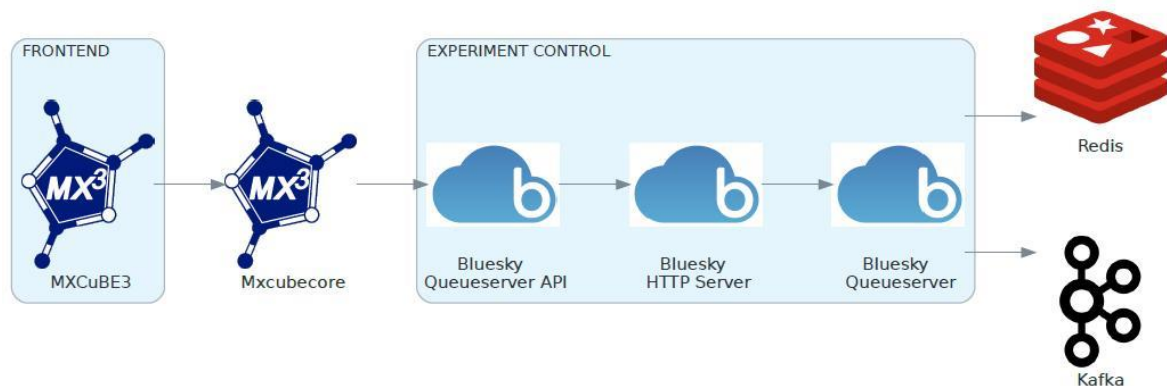 FRONTEND
MX3
MXCuBE3
MX3
Mxcubecore
EXPERIMENT CONTROL
b
Bluesky
Queueserver API
b
Bluesky
HTTP Server
b
Bluesky
Queueserver
Redis
Kafka